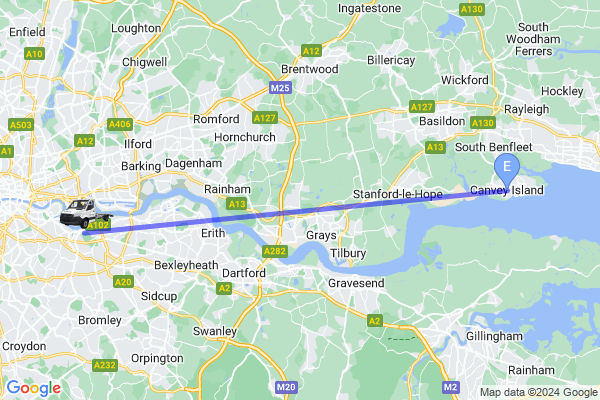 Ingatestone
A130
Loughton
South
Woodham
Ferrers
Enfield
A10
A12
Chigwell
Brentwood
Billericay
Wickford
M25
Hockley
A127
Rayleigh
A503
A406
Romford
A127
Basildon
A130
A12
Hornchurch
A1
Ilford
A13
South Benfleet
Dagenham
Barking
E
Rainham
Stanford-le-Hope
Canvey Island
A13
A102
Erith
Grays
A282
Tilbury
Bexleyheath
Dartford
A20
A2
Gravesend
Sidcup
Bromley
A2
Swanley
Gillingham
Croydon
Orpington
A232
Rainham
M20
M2
Google
Map data ©2024 Google